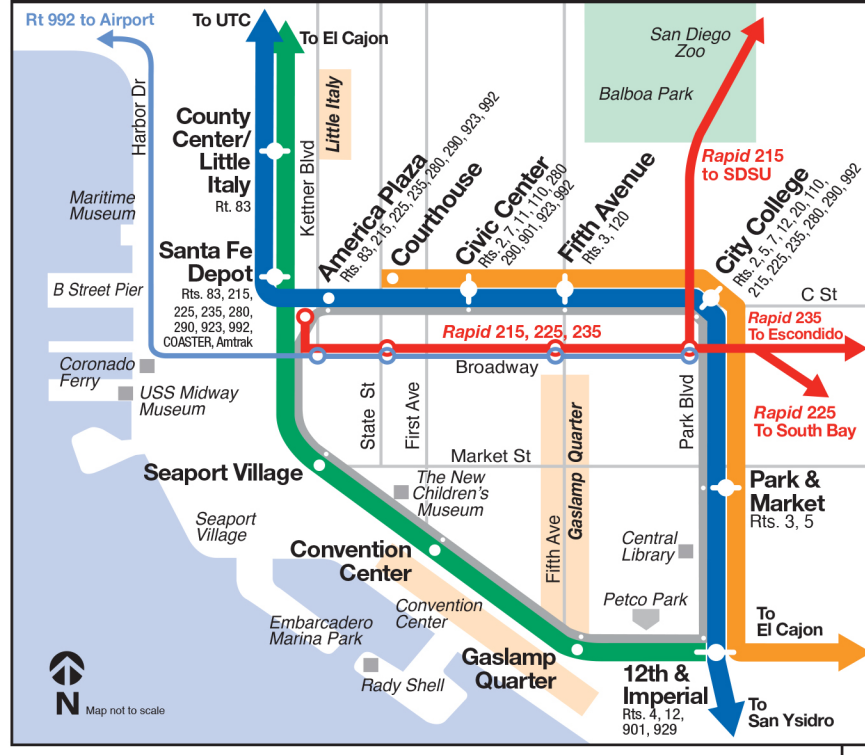 Rt 992 to Airport
To UTC
To El Cajon
San Diego
Zoo
Balboa Park
Harbor Dr
County
Center/
Little
Italy
Rt. 83
Little Italy
Kettner Blvd
America Plaza
Rts. 83, 215, 225, 235, 280, 290, 923, 992
Courthouse
Civic Center
Rts. 2, 7, 11, 110, 280
290, 901, 923, 992
Fifth Avenue
Rts. 3, 120
Rapid 215
to SDSU
City College
Rts. 2, 5, 7, 12, 20, 110,
215, 225, 235, 280, 290, 992
Maritime
Museum
Santa Fe
Depot
Rts. 83, 215,
225, 235, 280,
290, 923, 992,
COASTER, Amtrak
B Street Pier
C St
Rapid 215, 225, 235
Rapid 235
To Escondido
Broadway
Coronado
Ferry
USS Midway
Museum
State St
First Ave
Park Blvd
Rapid 225
To South Bay
Market St
Seaport Village
The New
Children's
Museum
Gaslamp Quarter
Fifth Ave
Park &
Market
Rts. 3, 5
Seaport
Village
Convention
Center
Central
Library
Convention
Center
Petco Park
To
El Cajon
Embarcadero
Marina Park
Gaslamp
Quarter
12th &
Imperial
Rts. 4, 12,
901, 929
Rady Shell
To
San Ysidro
N
Map not to scale